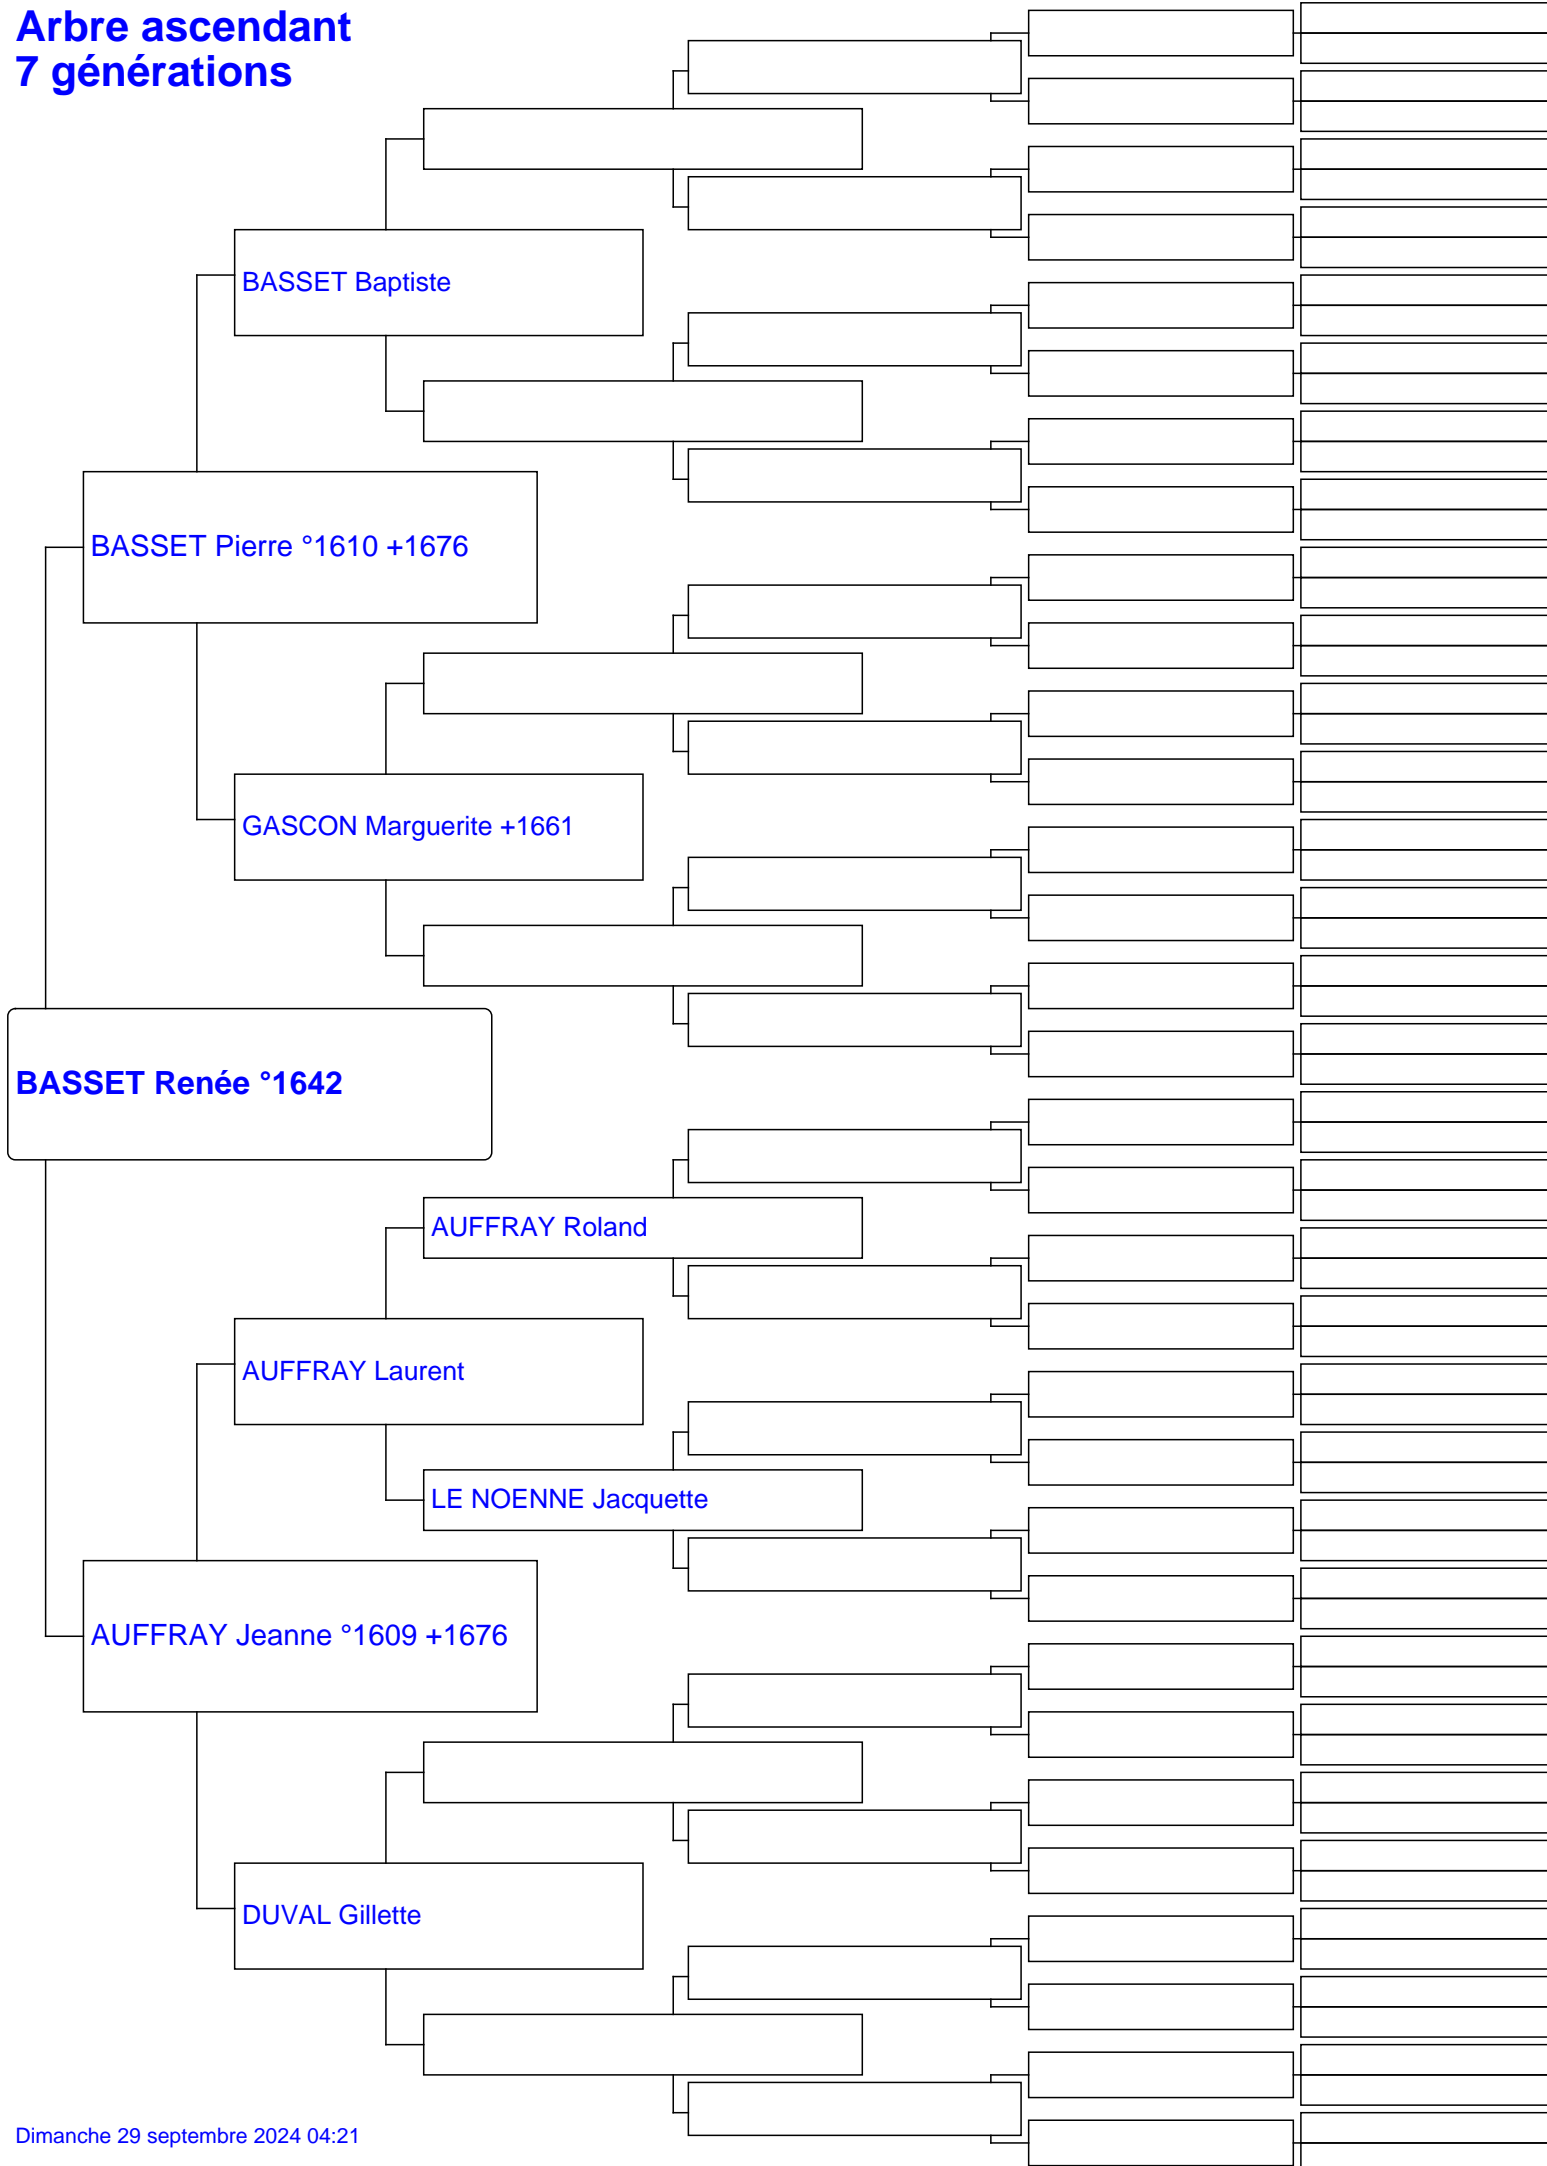 Arbre ascendant
7 générations
BASSET Baptiste
BASSET Pierre °1610 +1676
GASCON Marguerite +1661
BASSET Renée °1642
AUFFRAY Roland
AUFFRAY Laurent
LE NOENNE Jacquette
AUFFRAY Jeanne °1609 +1676
DUVAL Gillette
Dimanche 29 septembre 2024 04:21